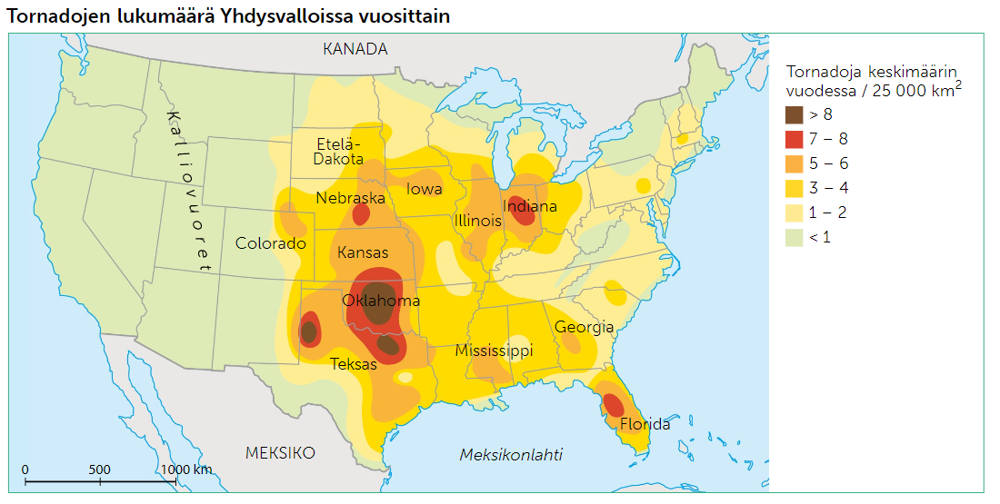 Tornadojen lukumäärä Yhdysvalloissa vuosittain
KANADA
Tornadoja keskimäärin
vuodessa / 25 000 km²
> 8
7 – 8
5 – 6
3 – 4
1 – 2
< 1
Kalliovuoret
Etelä-
Dakota
Iowa
Nebraska
Illinois
Indiana
Colorado
Kansas
Oklahoma
Georgia
Mississippi
Teksas
Florida
MEKSIKO
Meksikonlahti
0 500 1000 km